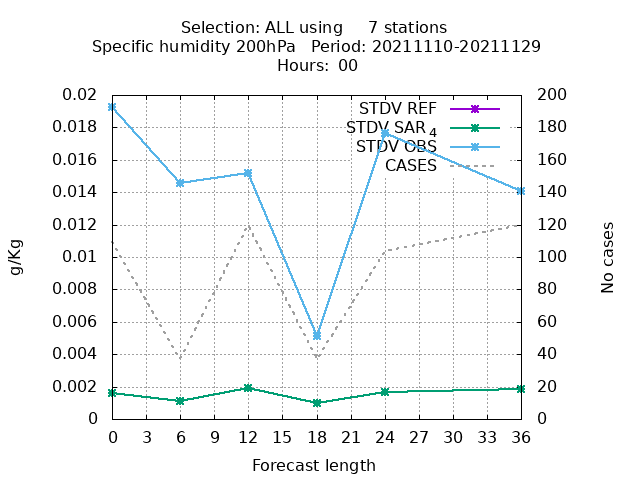 Selection: ALL using 7 stations
Specific humidity 200hPa Period: 20211110-20211129
Hours: 00
0.02
0.018
0.016
0.014
0.012
0.01
0.008
0.006
0.004
0.002
0
200
180
160
140
120
100
80
60
40
20
0
STDV REF
STDV SAR 4
STDV OBS
CASES
g/Kg
No cases
0 3 6 9 12 15 18 21 24 27 30 33 36
Forecast length